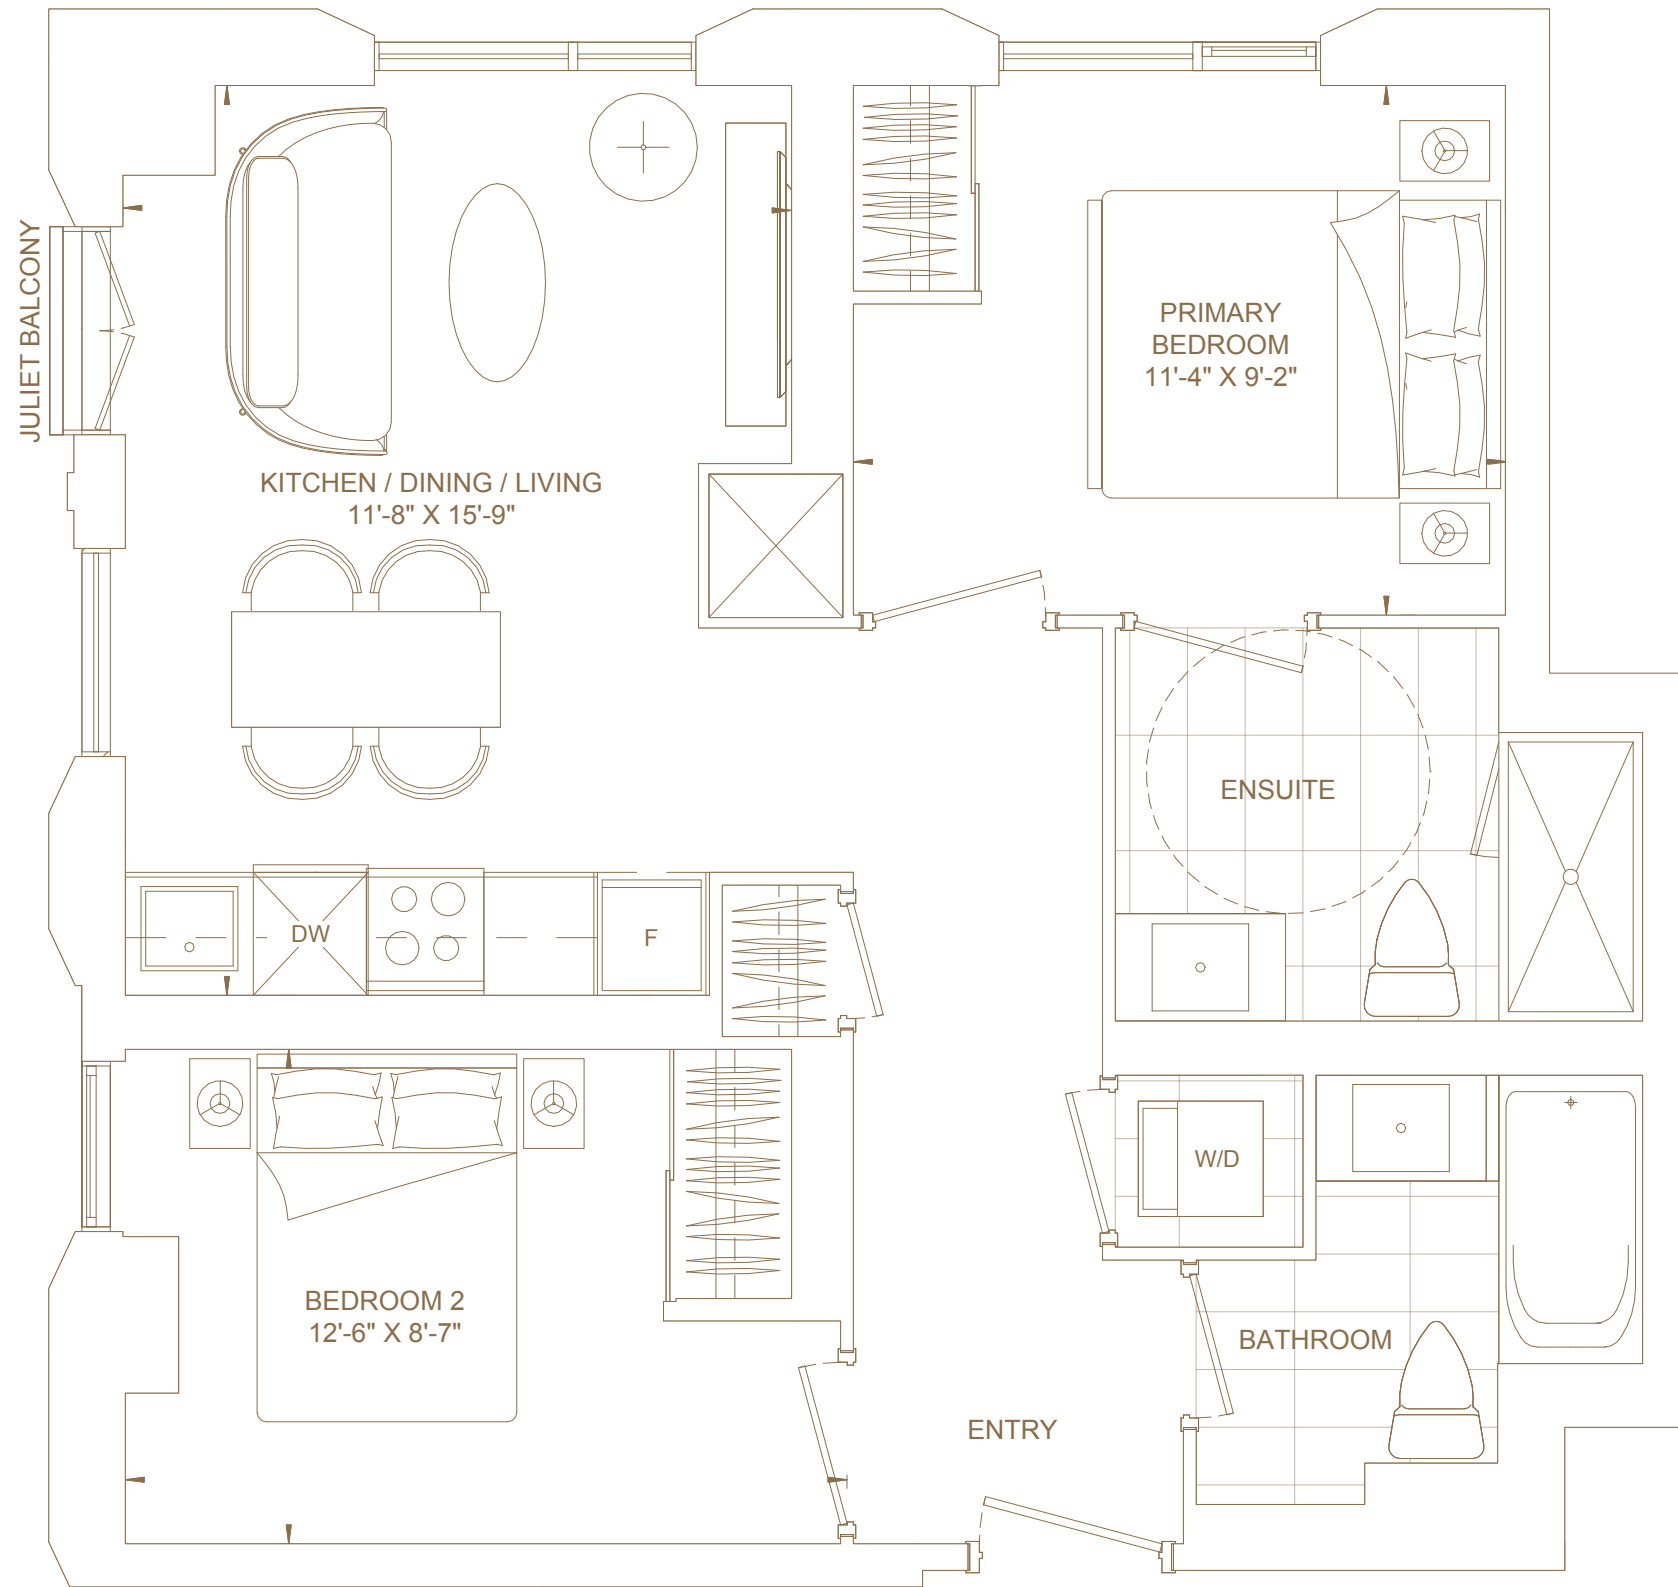 JULIET BALCONY
PRIMARY
BEDROOM
11'-4" X 9'-2"
KITCHEN / DINING / LIVING
11'-8" X 15'-9"
ENSUITE
DW
F
W/D
BEDROOM 2
12'-6" X 8'-7"
BATHROOM
ENTRY